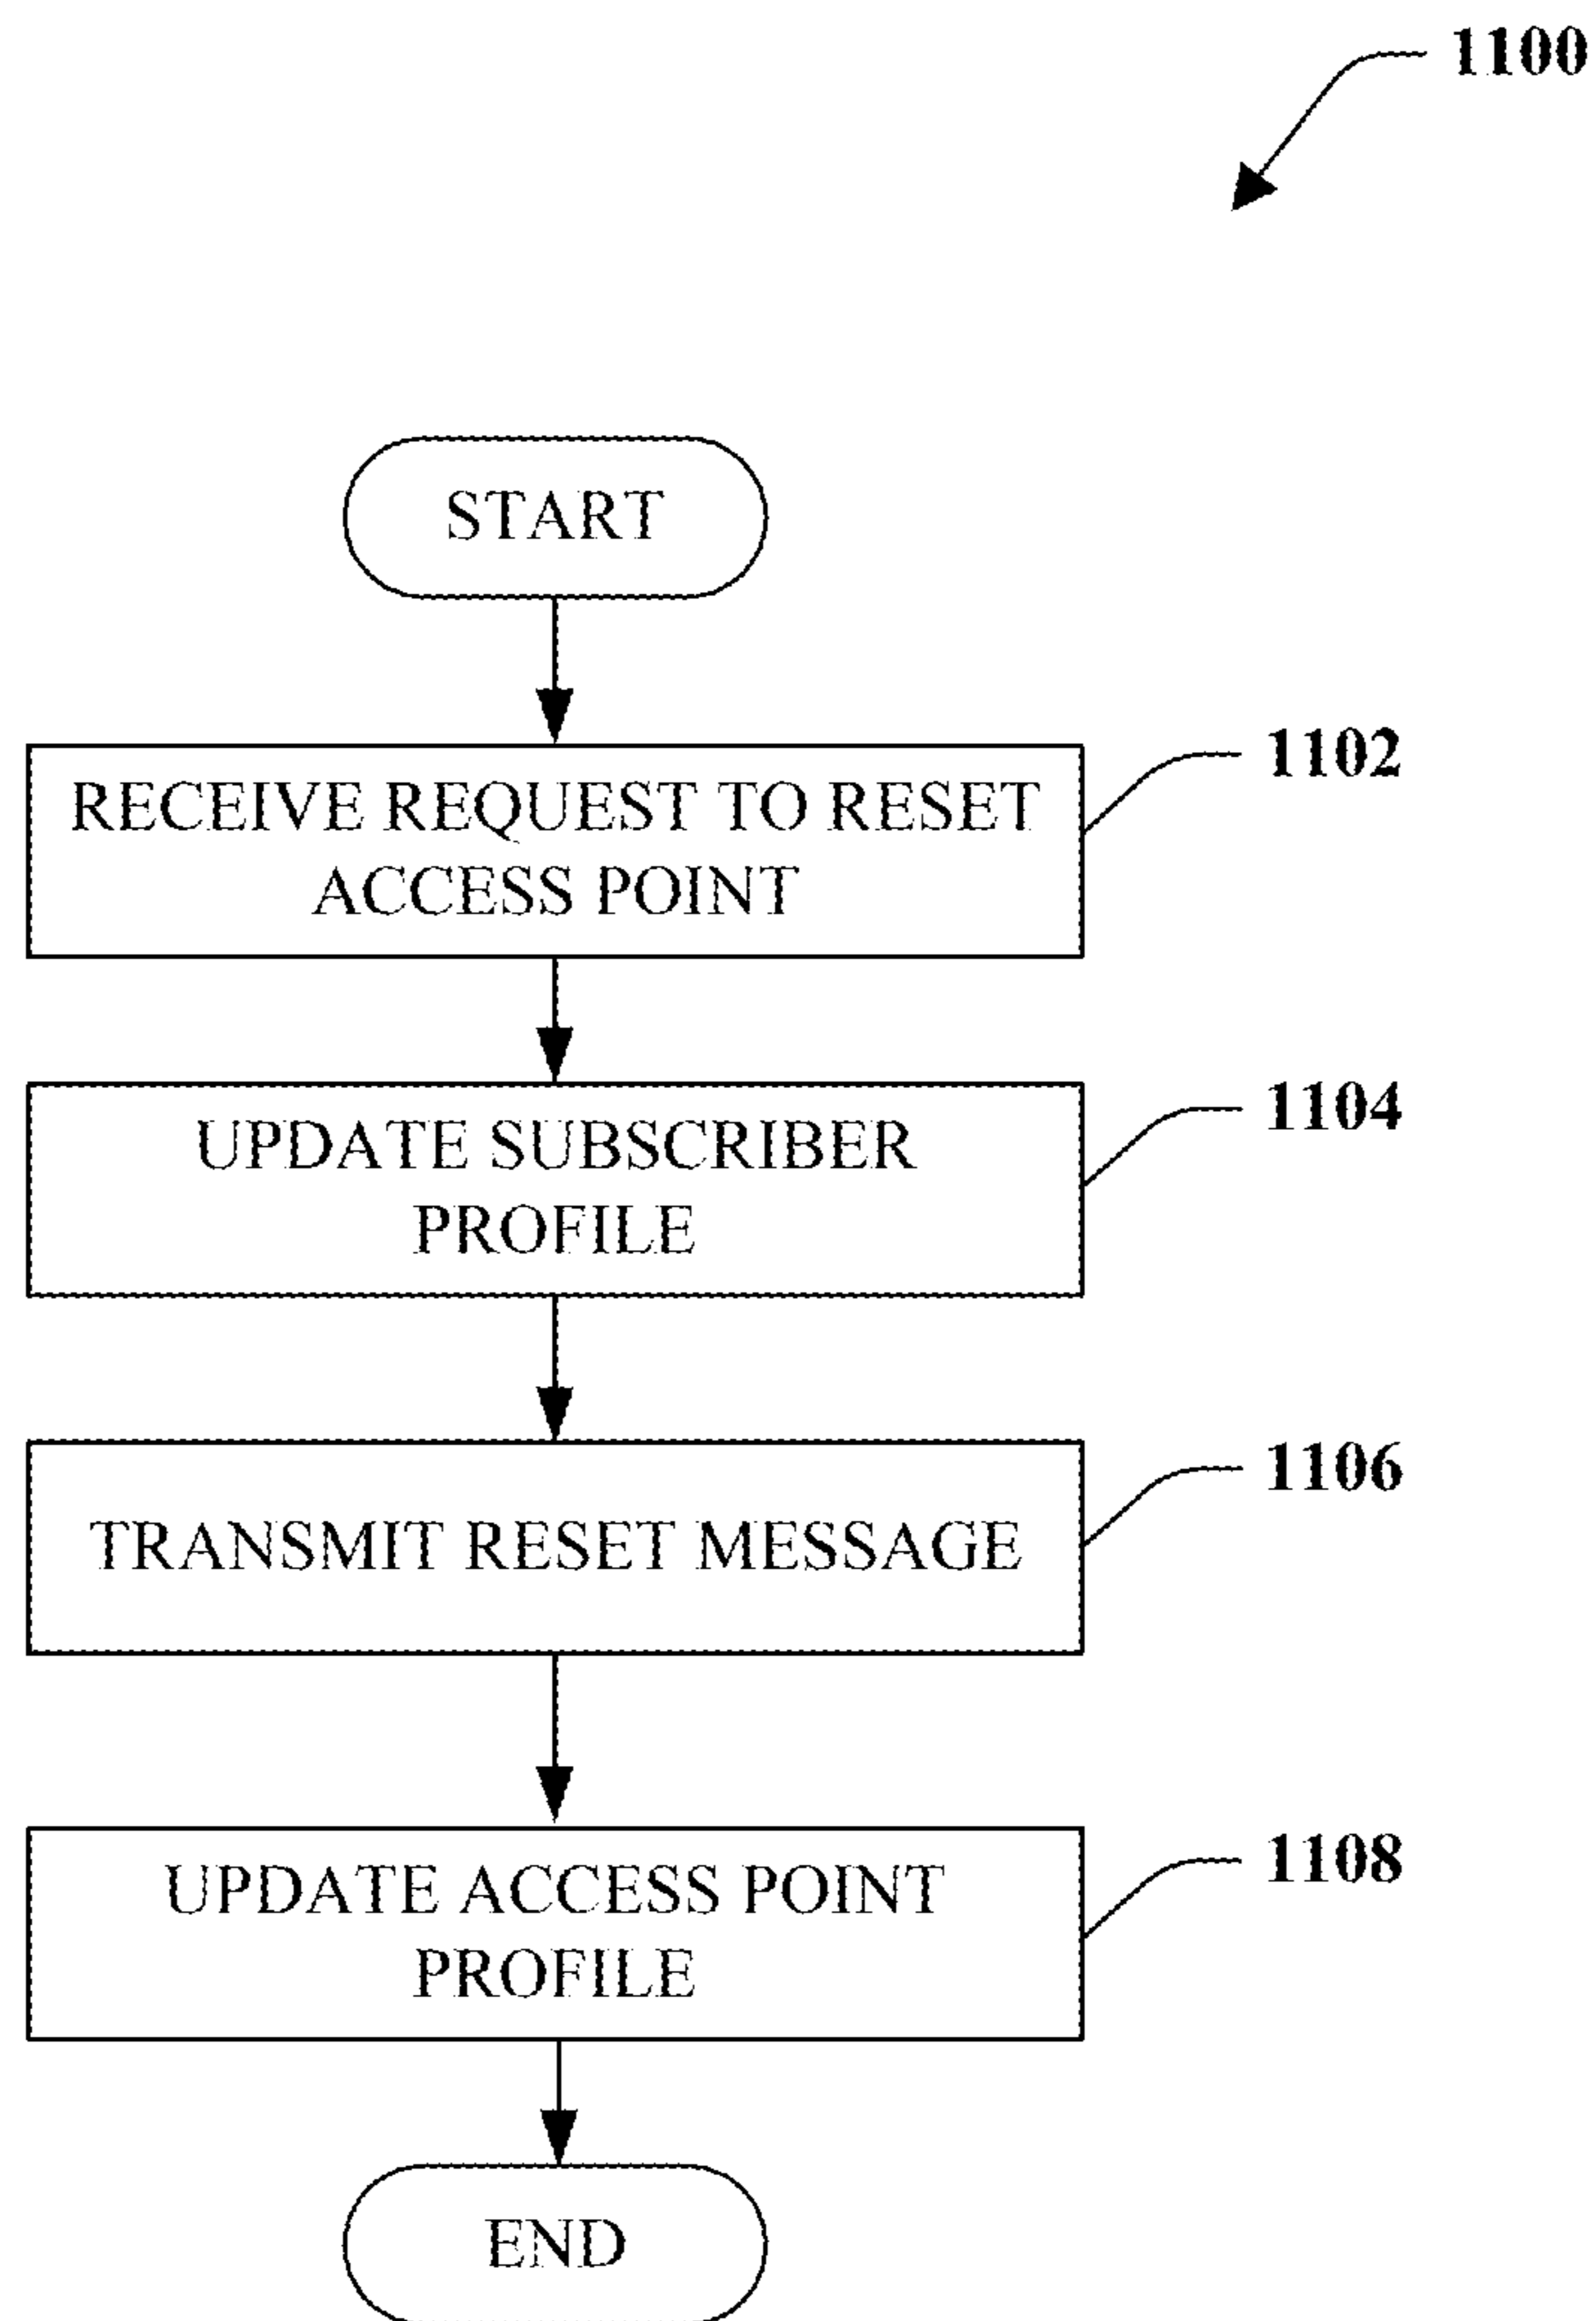 1100
START
RECEIVE REQUEST TO RESET
ACCESS POINT
1102
UPDATE SUBSCRIBER
PROFILE
1104
TRANSMIT RESET MESSAGE
1106
UPDATE ACCESS POINT
PROFILE
1108
END